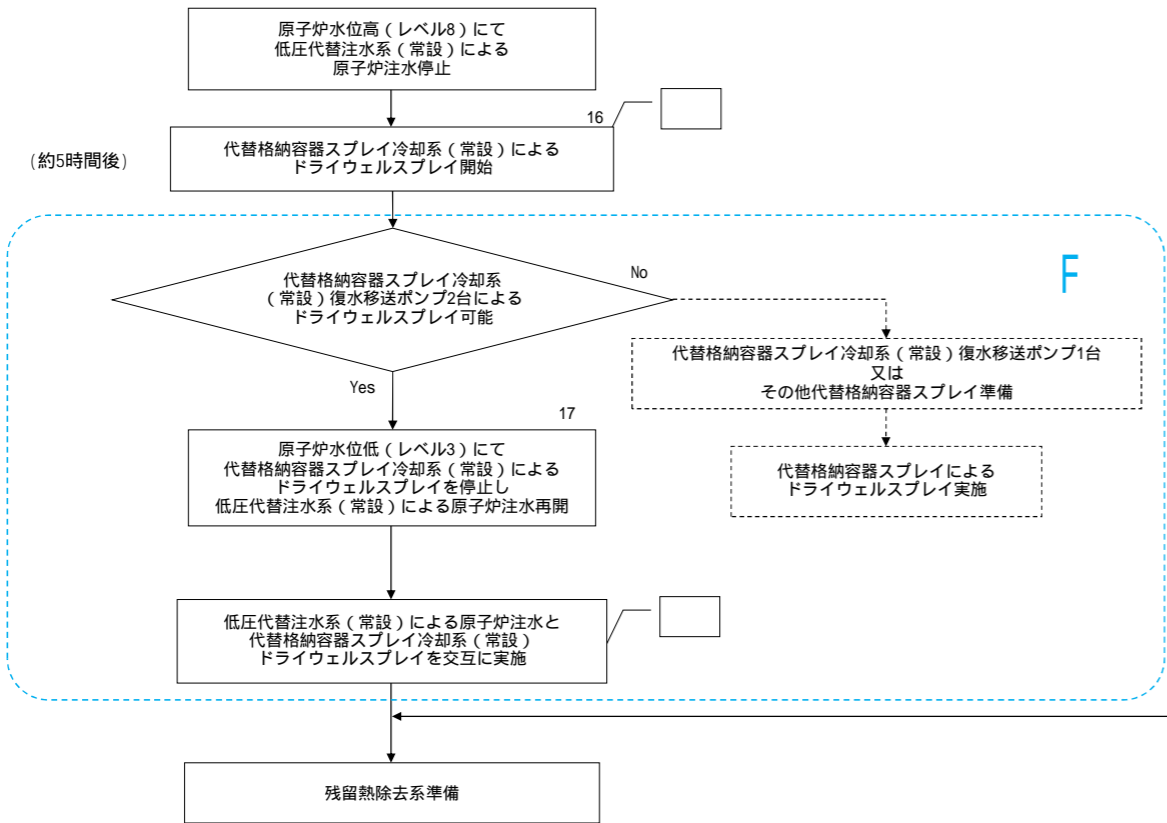 原子炉水位高（レベル8）にて
低圧代替注水系（常設）による
原子炉注水停止
16
(約5時間後)
代替格納容器スプレイ冷却系（常設）による
ドライウェルスプレイ開始
代替格納容器スプレイ冷却系
（常設）復水移送ポンプ2台による
ドライウェルスプレイ可能
No
F
代替格納容器スプレイ冷却系（常設）復水移送ポンプ1台
又は
その他代替格納容器スプレイ準備
Yes
17
原子炉水位低（レベル3）にて
代替格納容器スプレイ冷却系（常設）による
ドライウェルスプレイを停止し
低圧代替注水系（常設）による原子炉注水再開
代替格納容器スプレイによる
ドライウェルスプレイ実施
低圧代替注水系（常設）による原子炉注水と
代替格納容器スプレイ冷却系（常設）
ドライウェルスプレイを交互に実施
残留熱除去系準備